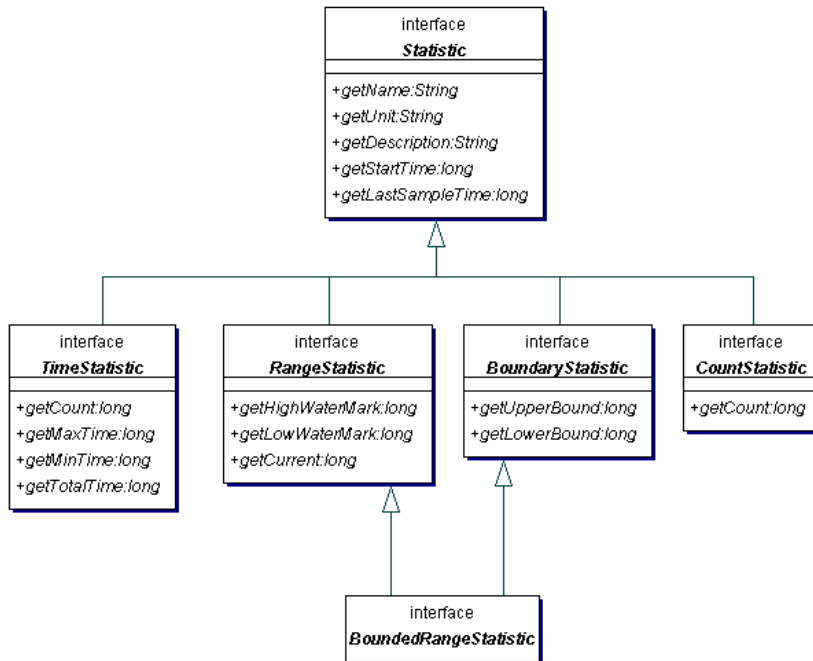 interface
Statistic
+getName:String
+getUnit:String
+getDescription:String
+getStartTime:long
+getLastSampleTime:long
interface
TimeStatistic
+getCount:long
+getMaxTime:long
+getMinTime:long
+getTotalTime:long
interface
RangeStatistic
+getHighWaterMark:long
+getLowWaterMark:long
+getCurrent:long
interface
BoundaryStatistic
+getUpperBound:long
+getLowerBound:long
interface
CountStatistic
+getCount:long
interface
BoundedRangeStatistic